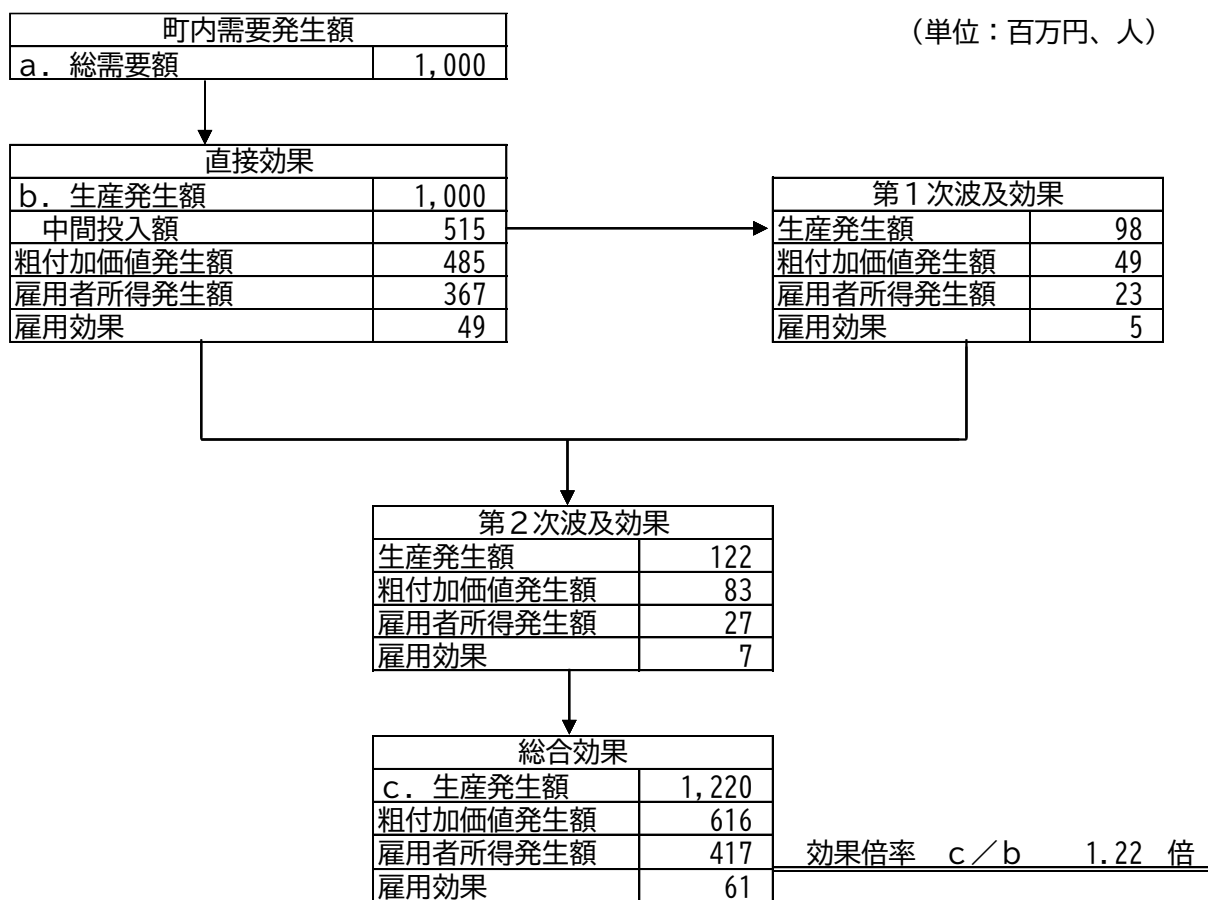 町内需要発生額
(単位：百万円、人)
a．総需要額 1,000
直接効果
b．生産発生額 1,000
中間投入額 515
粗付加価値発生額 485
雇用者所得発生額 367
雇用効果 49
第１次波及効果
生産発生額 98
粗付加価値発生額 49
雇用者所得発生額 23
雇用効果 5
第２次波及効果
生産発生額 122
粗付加価値発生額 83
雇用者所得発生額 27
雇用効果 7
総合効果
c．生産発生額 1,220
粗付加価値発生額 616
雇用者所得発生額 417
雇用効果 61
効果倍率 c／b 1.22 倍